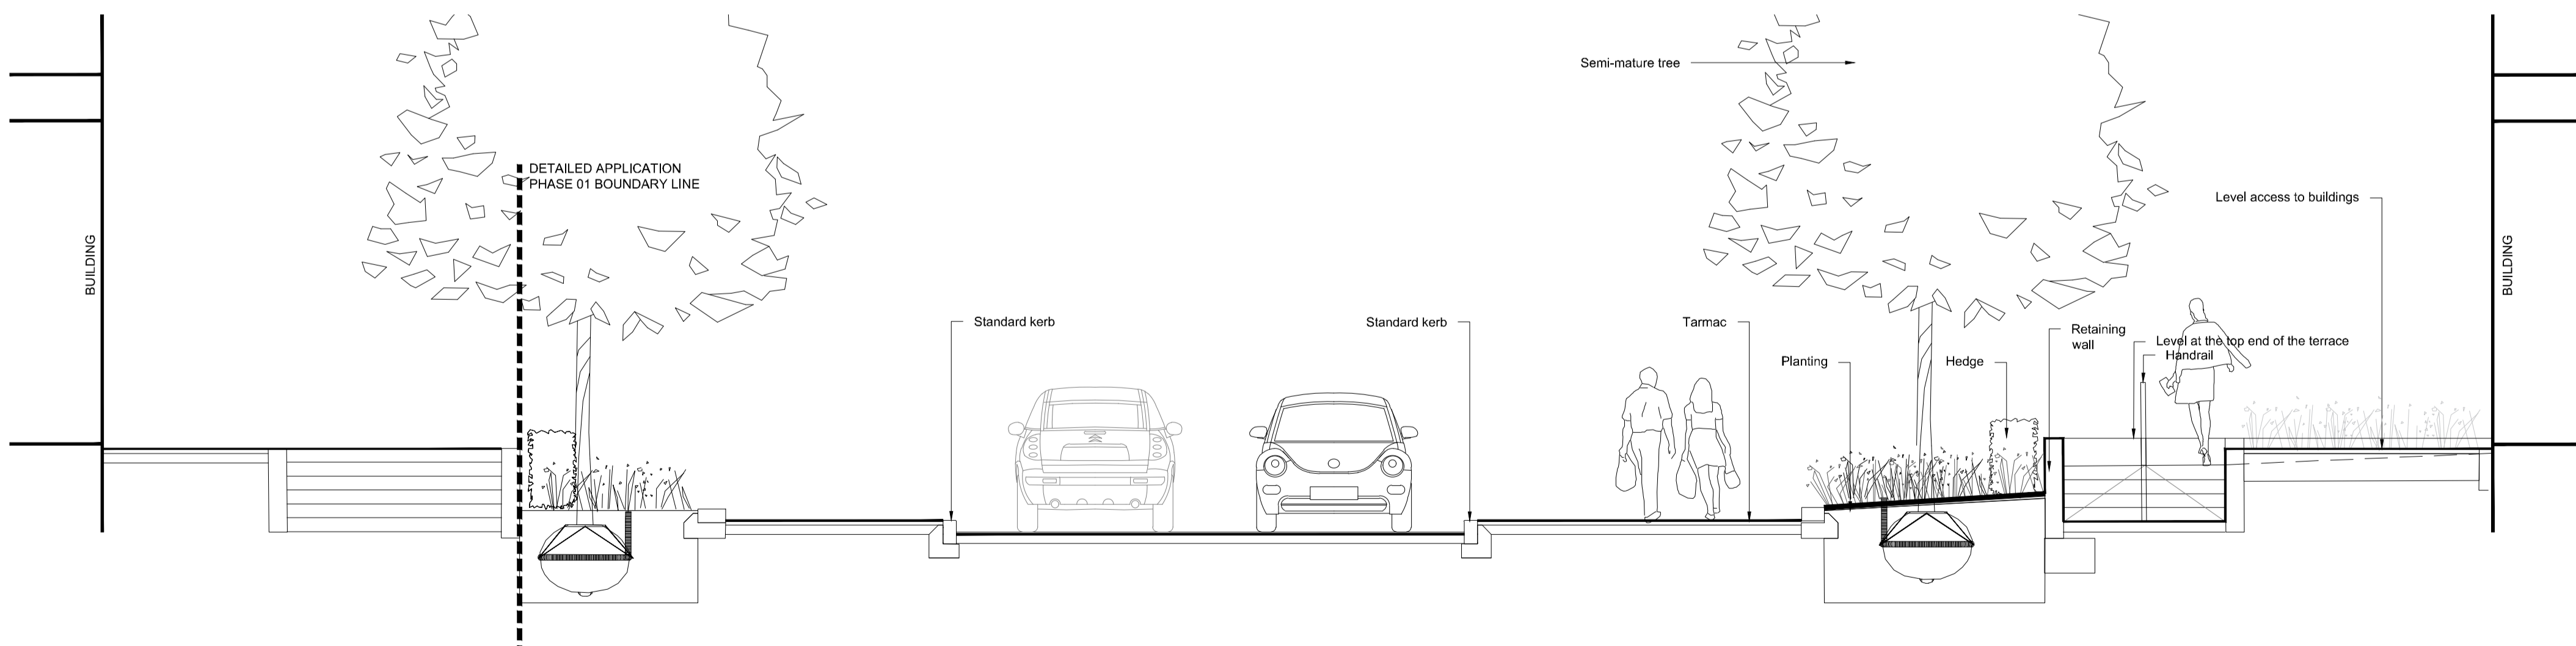 Semi-mature tree
DETAILED APPLICATION
PHASE 01 BOUNDARY LINE
Level access to buildings
BUILDING
BUILDING
Standard kerb
Standard kerb
Tarmac
Retaining
wall
Level at the top end of the terrace
Handrail
Planting
Hedge